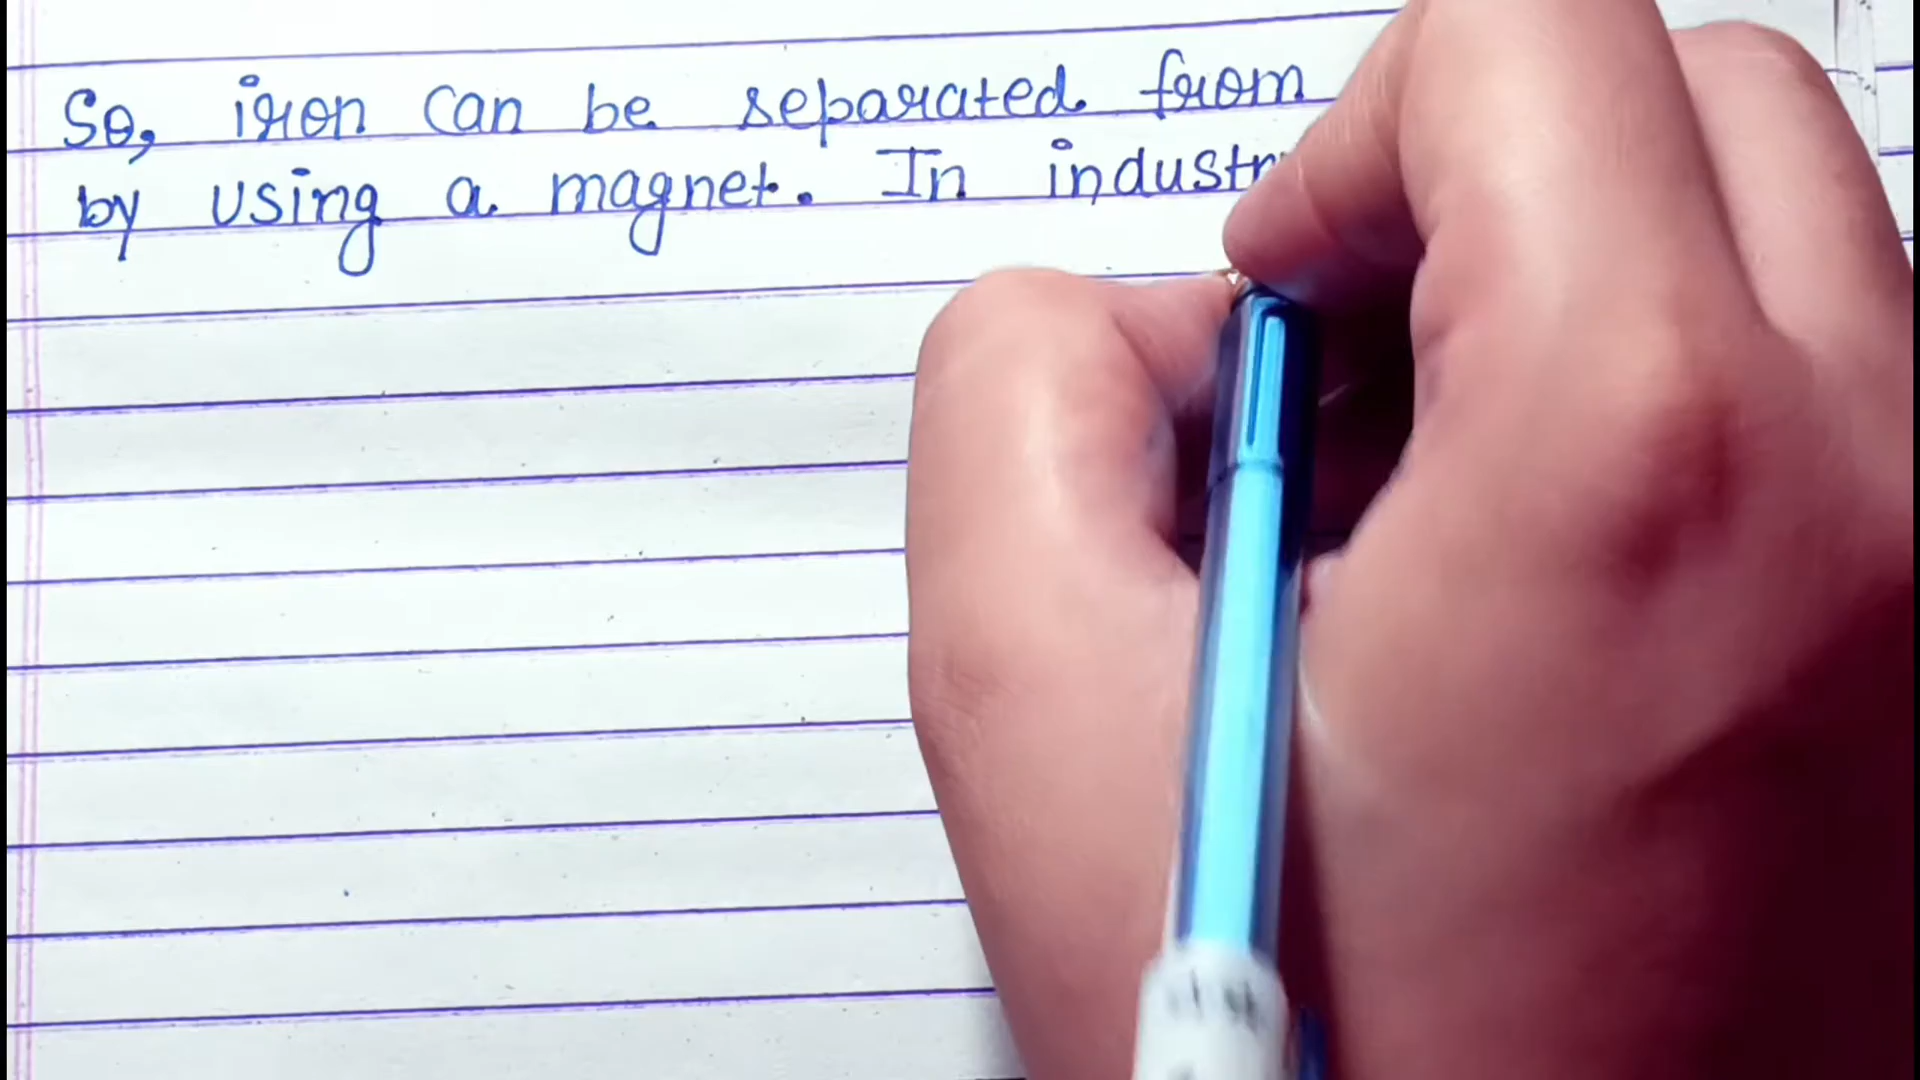 So, iron can be separated from
by using a magnet. In industr